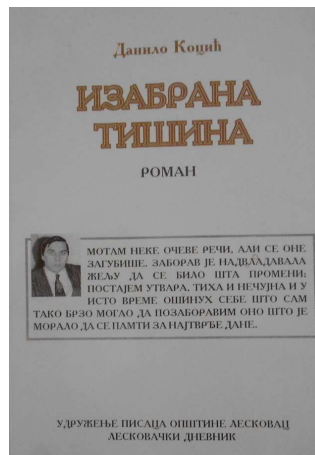 Данило Коцић
ИЗАБРАНА
ТИШИНА
РОМАН
МОТАМ НЕКЕ ОЧЕВЕ РЕЧИ, АЛИ СЕ ОНЕ
ЗАГУБИШЕ. ЗАБОРАВ ЈЕ НАДВЛАДАВАЛА
ЖЕЉУ ДА СЕ БИЛО ШТА ПРОМЕНИ;
ПОСТАЈЕМ УТВАРА, ТИХА И НЕЧУЈНА И У
ИСТО ВРЕМЕ ОШИНУХ СЕБЕ ШТО САМ
ТАКО БРЗО МОГАО ДА ПОЗАБОРАВИМ ОНО ШТО ЈЕ
МОРАЛО ДА СЕ ПАМТИ ЗА НАЈТВРЂЕ ДАНЕ.
УДРУЖЕЊЕ ПИСАЦА ОПШТИНЕ ЛЕСКОВАЦ
ЛЕСКОВАЧКИ ДНЕВНИК